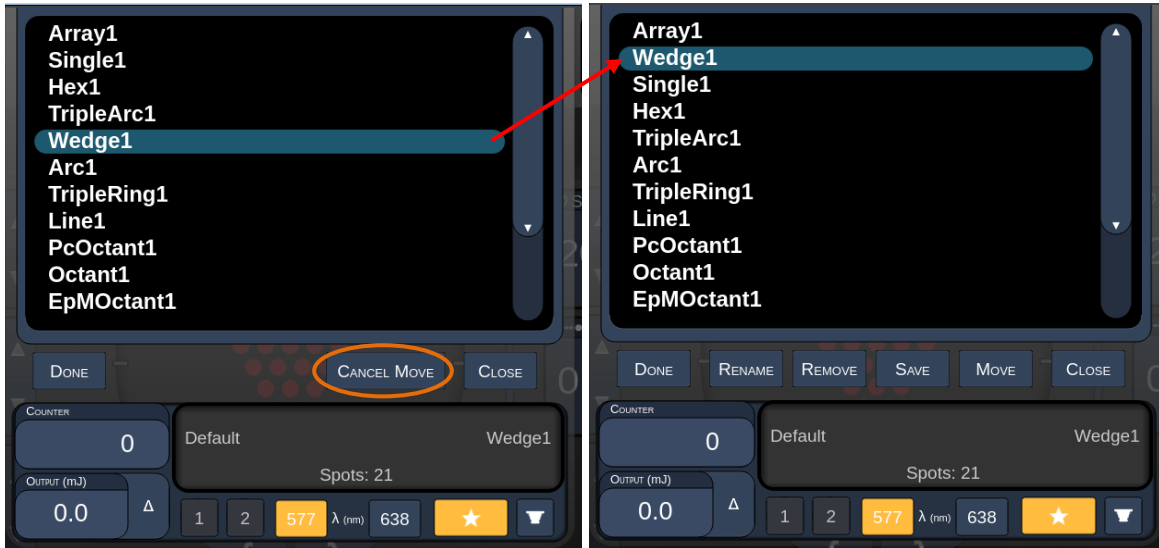 Array1
Single1
Hex1
TripleArc1
Wedge1
Arc1
TripleRing1
Line1
PcOctant1
Octant1
EpMOctant1
DONE
CANCEL MOVE
CLOSE
COUNTER
0
Default
Wedge1
Spots: 21
OUTPUT (mJ)
0.0
Δ
1
2
577
λ (nm)
638
Array1
Wedge1
Single1
Hex1
TripleArc1
Arc1
TripleRing1
Line1
PcOctant1
Octant1
EpMOctant1
DONE
RENAME
REMOVE
SAVE
MOVE
CLOSE
COUNTER
0
Default
Wedge1
Spots: 21
OUTPUT (mJ)
0.0
Δ
1
2
577
λ (nm)
638